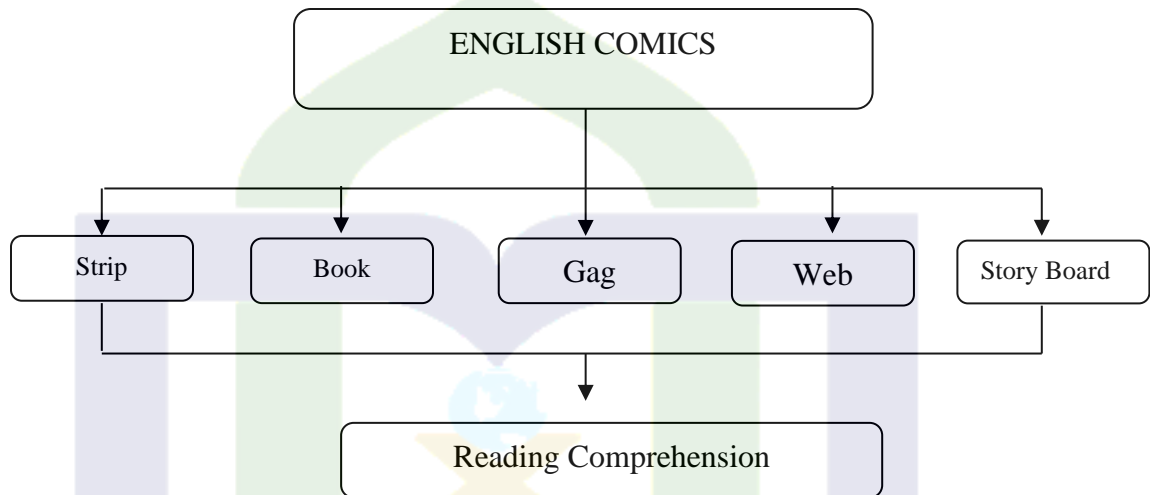 ENGLISH COMICS
Strip
Book
Gag
Web
Story Board
Reading Comprehension